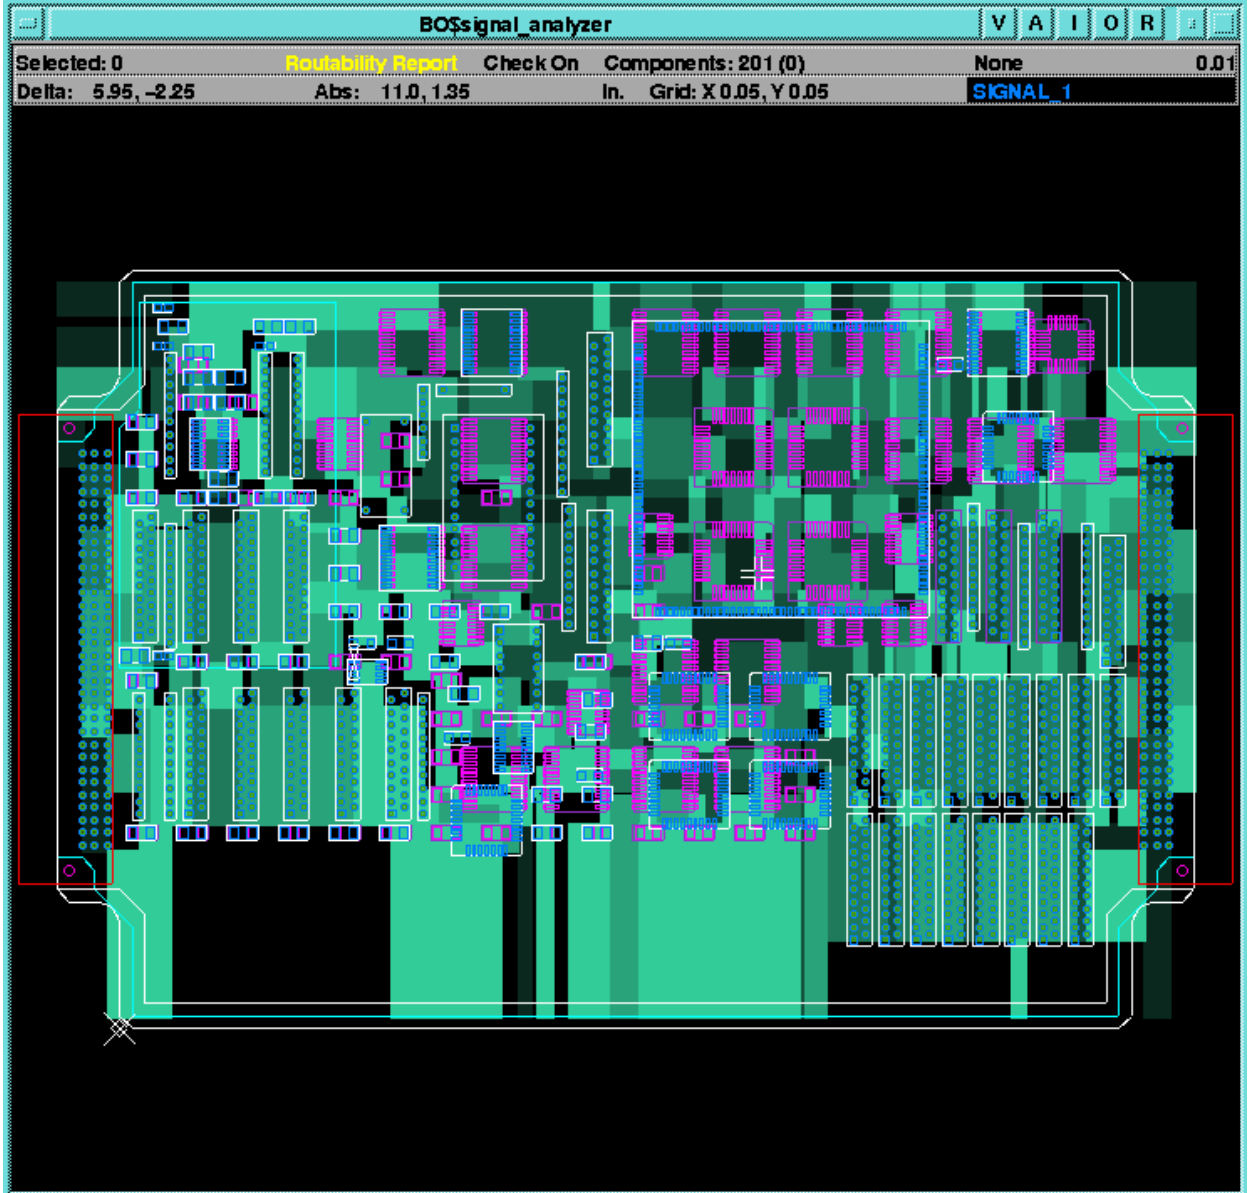 BO$signal_analyzer V A I O R
Selected: 0 Routability Report Check On Components: 201 (0) None 0.01
Delta: 5.95, -2.25 Abs: 11.0, 1.35 In. Grid: X 0.05, Y 0.05 SIGNAL_1